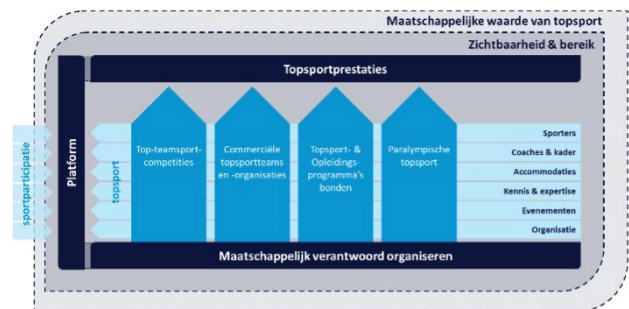 Maatschappelijke waarde van topsport
Zichtbaarheid & bereik
Topsportprestaties
sportparticipatie
Platform
topsport
Top-teamsport-
competities
Commerciële
topsportteams
en -organisaties
Topsport- &
Opleidings-
programma's
bonden
Paralympische
topsport
Sporters
Coaches & kader
Accommodaties
Kennis & expertise
Evenementen
Organisatie
Maatschappelijk verantwoord organiseren